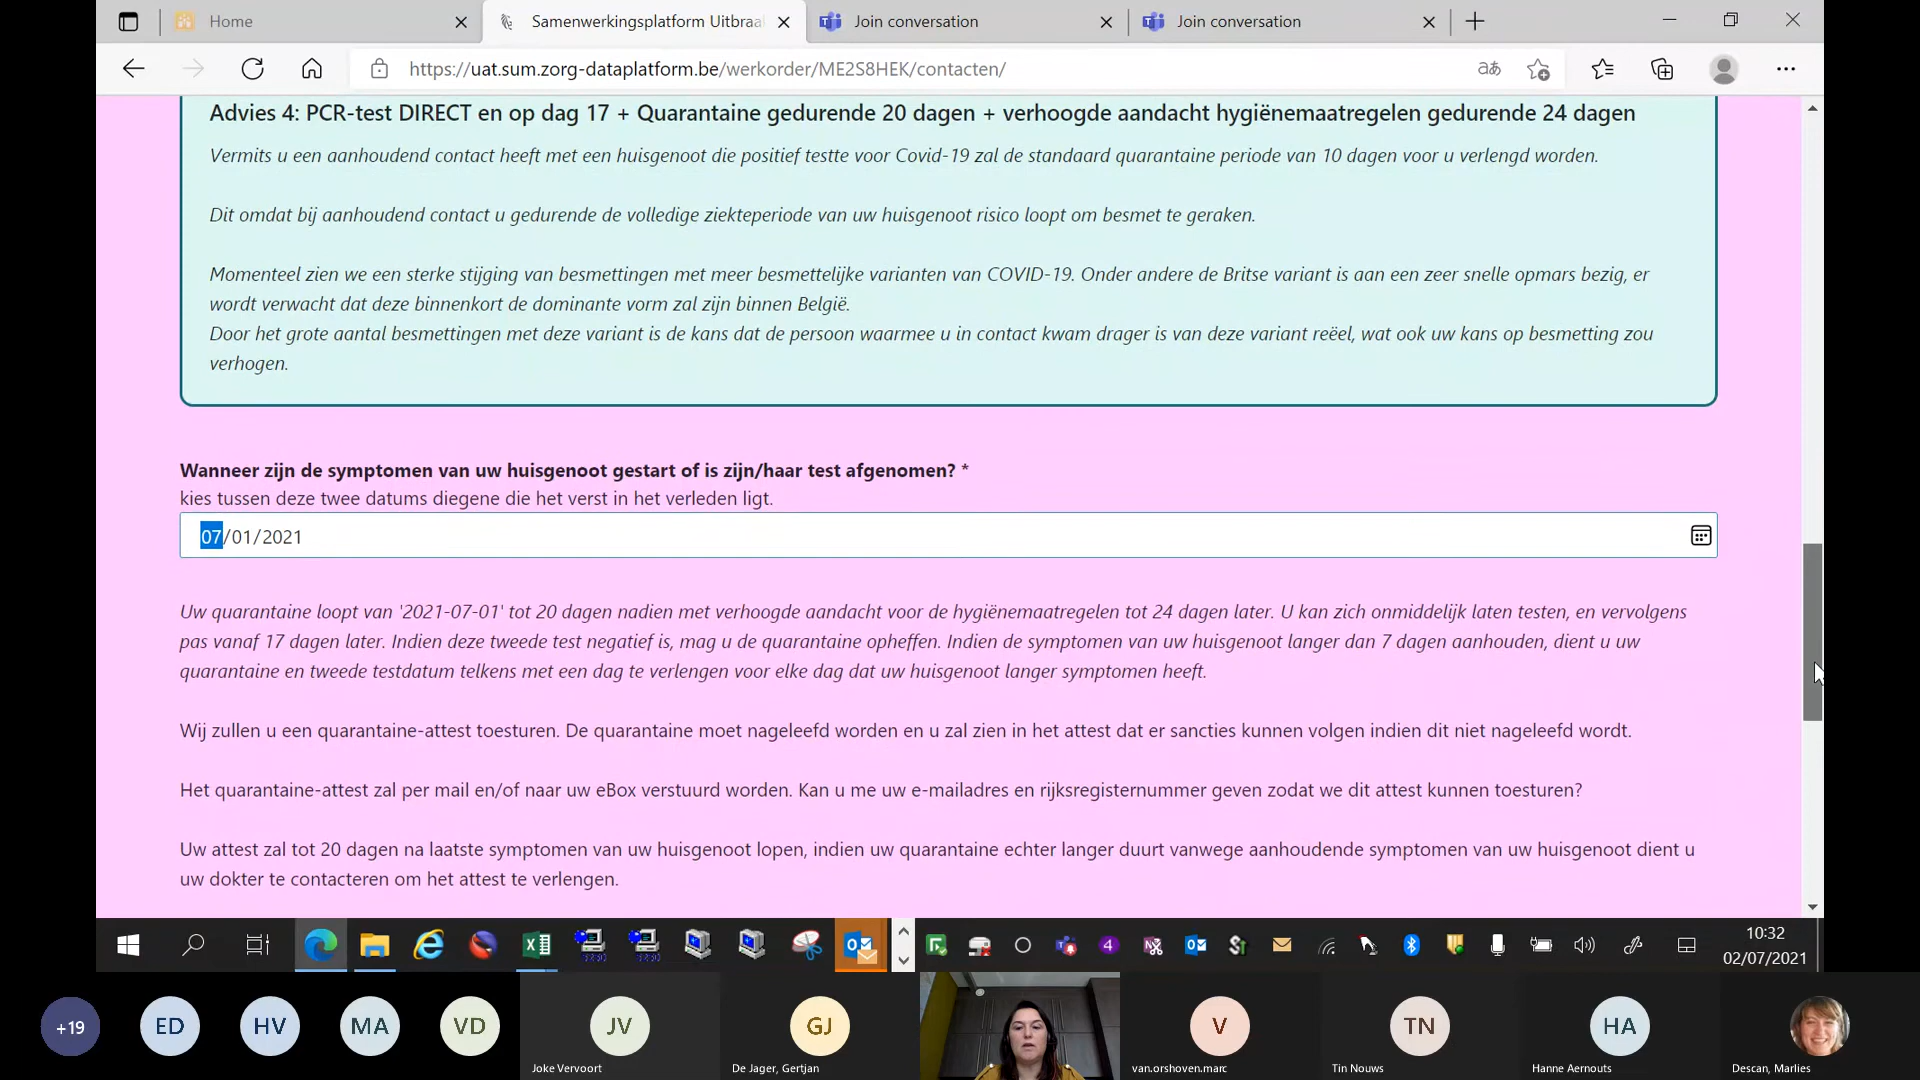 Home
Samenwerkingsplatform Uitbraa
Join conversation
Join conversation
https://uat.sum.zorg-dataplatform.be/werkorder/ME2S8HEK/contacten/
Advies 4: PCR-test DIRECT en op dag 17 + Quarantaine gedurende 20 dagen + verhoogde aandacht hygiënemaatregelen gedurende 24 dagen
Vermits u een aanhoudend contact heeft met een huisgenoot die positief testte voor Covid-19 zal de standaard quarantaine periode van 10 dagen voor u verlengd worden.
Dit omdat bij aanhoudend contact u gedurende de volledige ziekteperiode van uw huisgenoot risico loopt om besmet te geraken.
Momenteel zien we een sterke stijging van besmettingen met meer besmettelijke varianten van COVID-19. Onder andere de Britse variant is aan een zeer snelle opmars bezig, er
wordt verwacht dat deze binnenkort de dominante vorm zal zijn binnen België.
Door het grote aantal besmettingen met deze variant is de kans dat de persoon waarmee u in contact kwam drager is van deze variant reëel, wat ook uw kans op besmetting zou
verhogen.
Wanneer zijn de symptomen van uw huisgenoot gestart of is zijn/haar test afgenomen? *
kies tussen deze twee datums diegene die het verst in het verleden ligt.
07/01/2021
Uw quarantaine loopt van '2021-07-01' tot 20 dagen nadien met verhoogde aandacht voor de hygiënemaatregelen tot 24 dagen later. U kan zich onmiddelijk laten testen, en vervolgens
pas vanaf 17 dagen later. Indien deze tweede test negatief is, mag u de quarantaine opheffen. Indien de symptomen van uw huisgenoot langer dan 7 dagen aanhouden, dient u uw
quarantaine en tweede testdatum telkens met een dag te verlengen voor elke dag dat uw huisgenoot langer symptomen heeft.
Wij zullen u een quarantaine-attest toesturen. De quarantaine moet nageleefd worden en u zal zien in het attest dat er sancties kunnen volgen indien dit niet nageleefd wordt.
Het quarantaine-attest zal per mail en/of naar uw eBox verstuurd worden. Kan u me uw e-mailadres en rijksregisternummer geven zodat we dit attest kunnen toesturen?
Uw attest zal tot 20 dagen na laatste symptomen van uw huisgenoot lopen, indien uw quarantaine echter langer duurt vanwege aanhoudende symptomen van uw huisgenoot dient u
uw dokter te contacteren om het attest te verlengen.
10:32
02/07/2021
+19
ED
HV
MA
VD
JV
GJ
V
TN
HA
Joke Vervoort
De Jager, Gertjan
van.orshoven.marc
Tin Nouws
Hanne Aernouts
Descan, Marlies